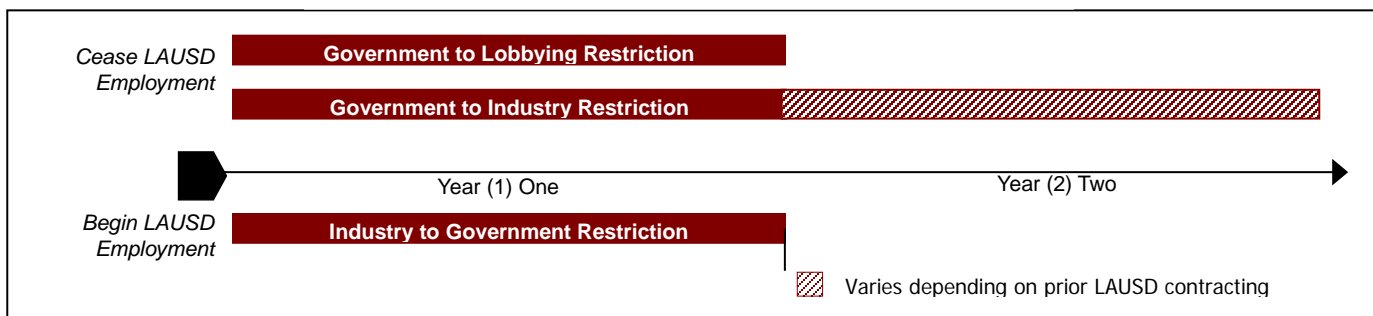 Cease LAUSD
Employment
Government to Lobbying Restriction
Government to Industry Restriction
Year (1) One
Year (2) Two
Begin LAUSD
Employment
Industry to Government Restriction
Varies depending on prior LAUSD contracting